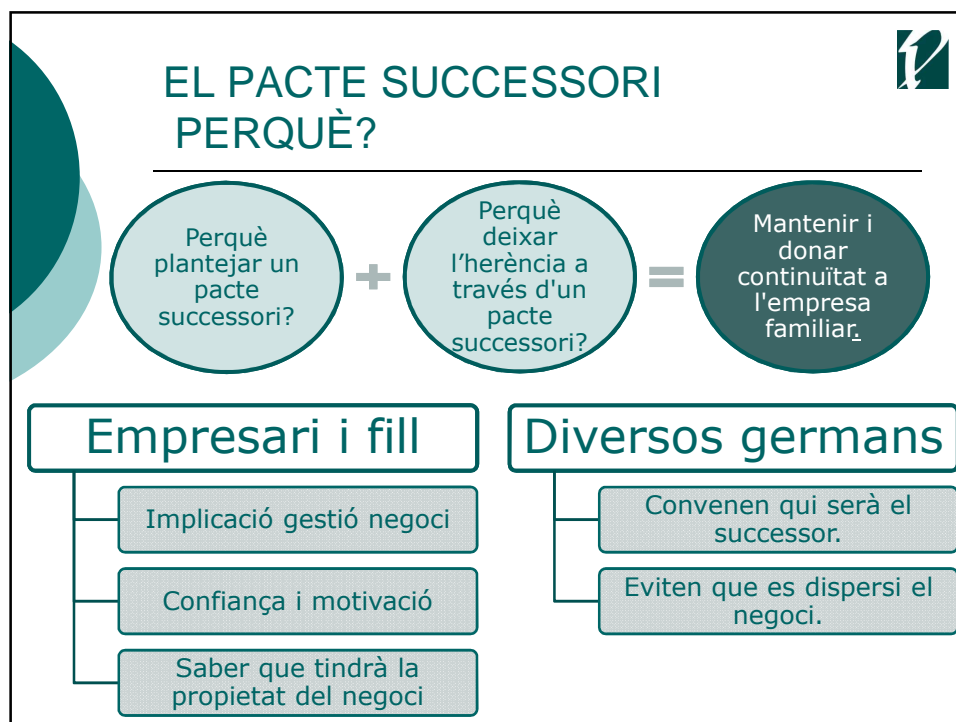 EL PACTE SUCCESSORI
PERQUÈ?
Perquè
plantejar un
pacte
successori?
+
Perquè
deixar
l’herència a
través d'un
pacte
successori?
=
Mantenir i
donar
continuïtat a
l'empresa
familiar.
Empresari i fill
Implicació gestió negoci
Confiança i motivació
Saber que tindrà la
propietat del negoci
Diversos germans
Convenen qui serà el
successor.
Eviten que es dispersi el
negoci.